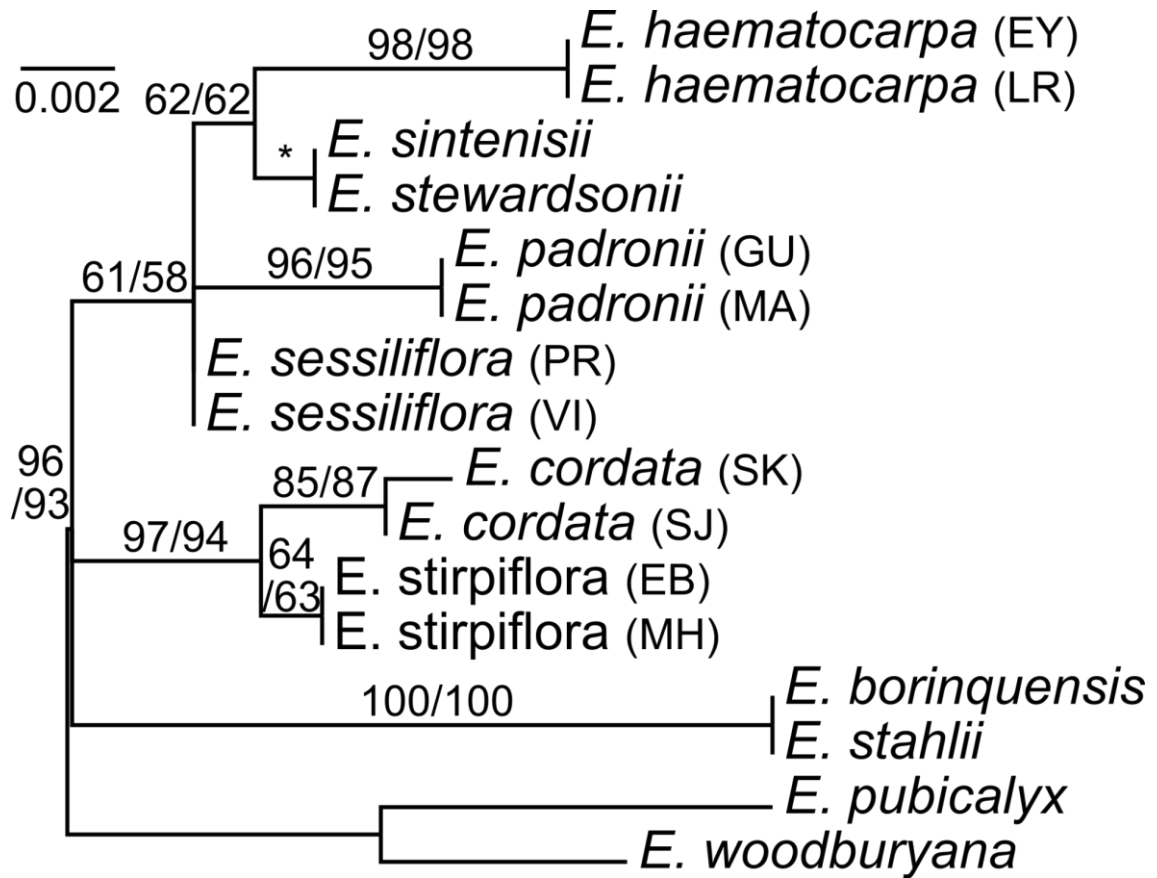 98/98
E. haematocarpa (EY)
0.002
62/62
E. haematocarpa (LR)
*
E. sintenisii
E. stewardsonii
61/58
96/95
E. padronii (GU)
E. padronii (MA)
E. sessiliflora (PR)
E. sessiliflora (VI)
96
/93
85/87
E. cordata (SK)
E. cordata (SJ)
97/94
64
/63
E. stirpiflora (EB)
E. stirpiflora (MH)
100/100
E. borinquensis
E. stahlii
E. pubicalyx
E. woodburyana